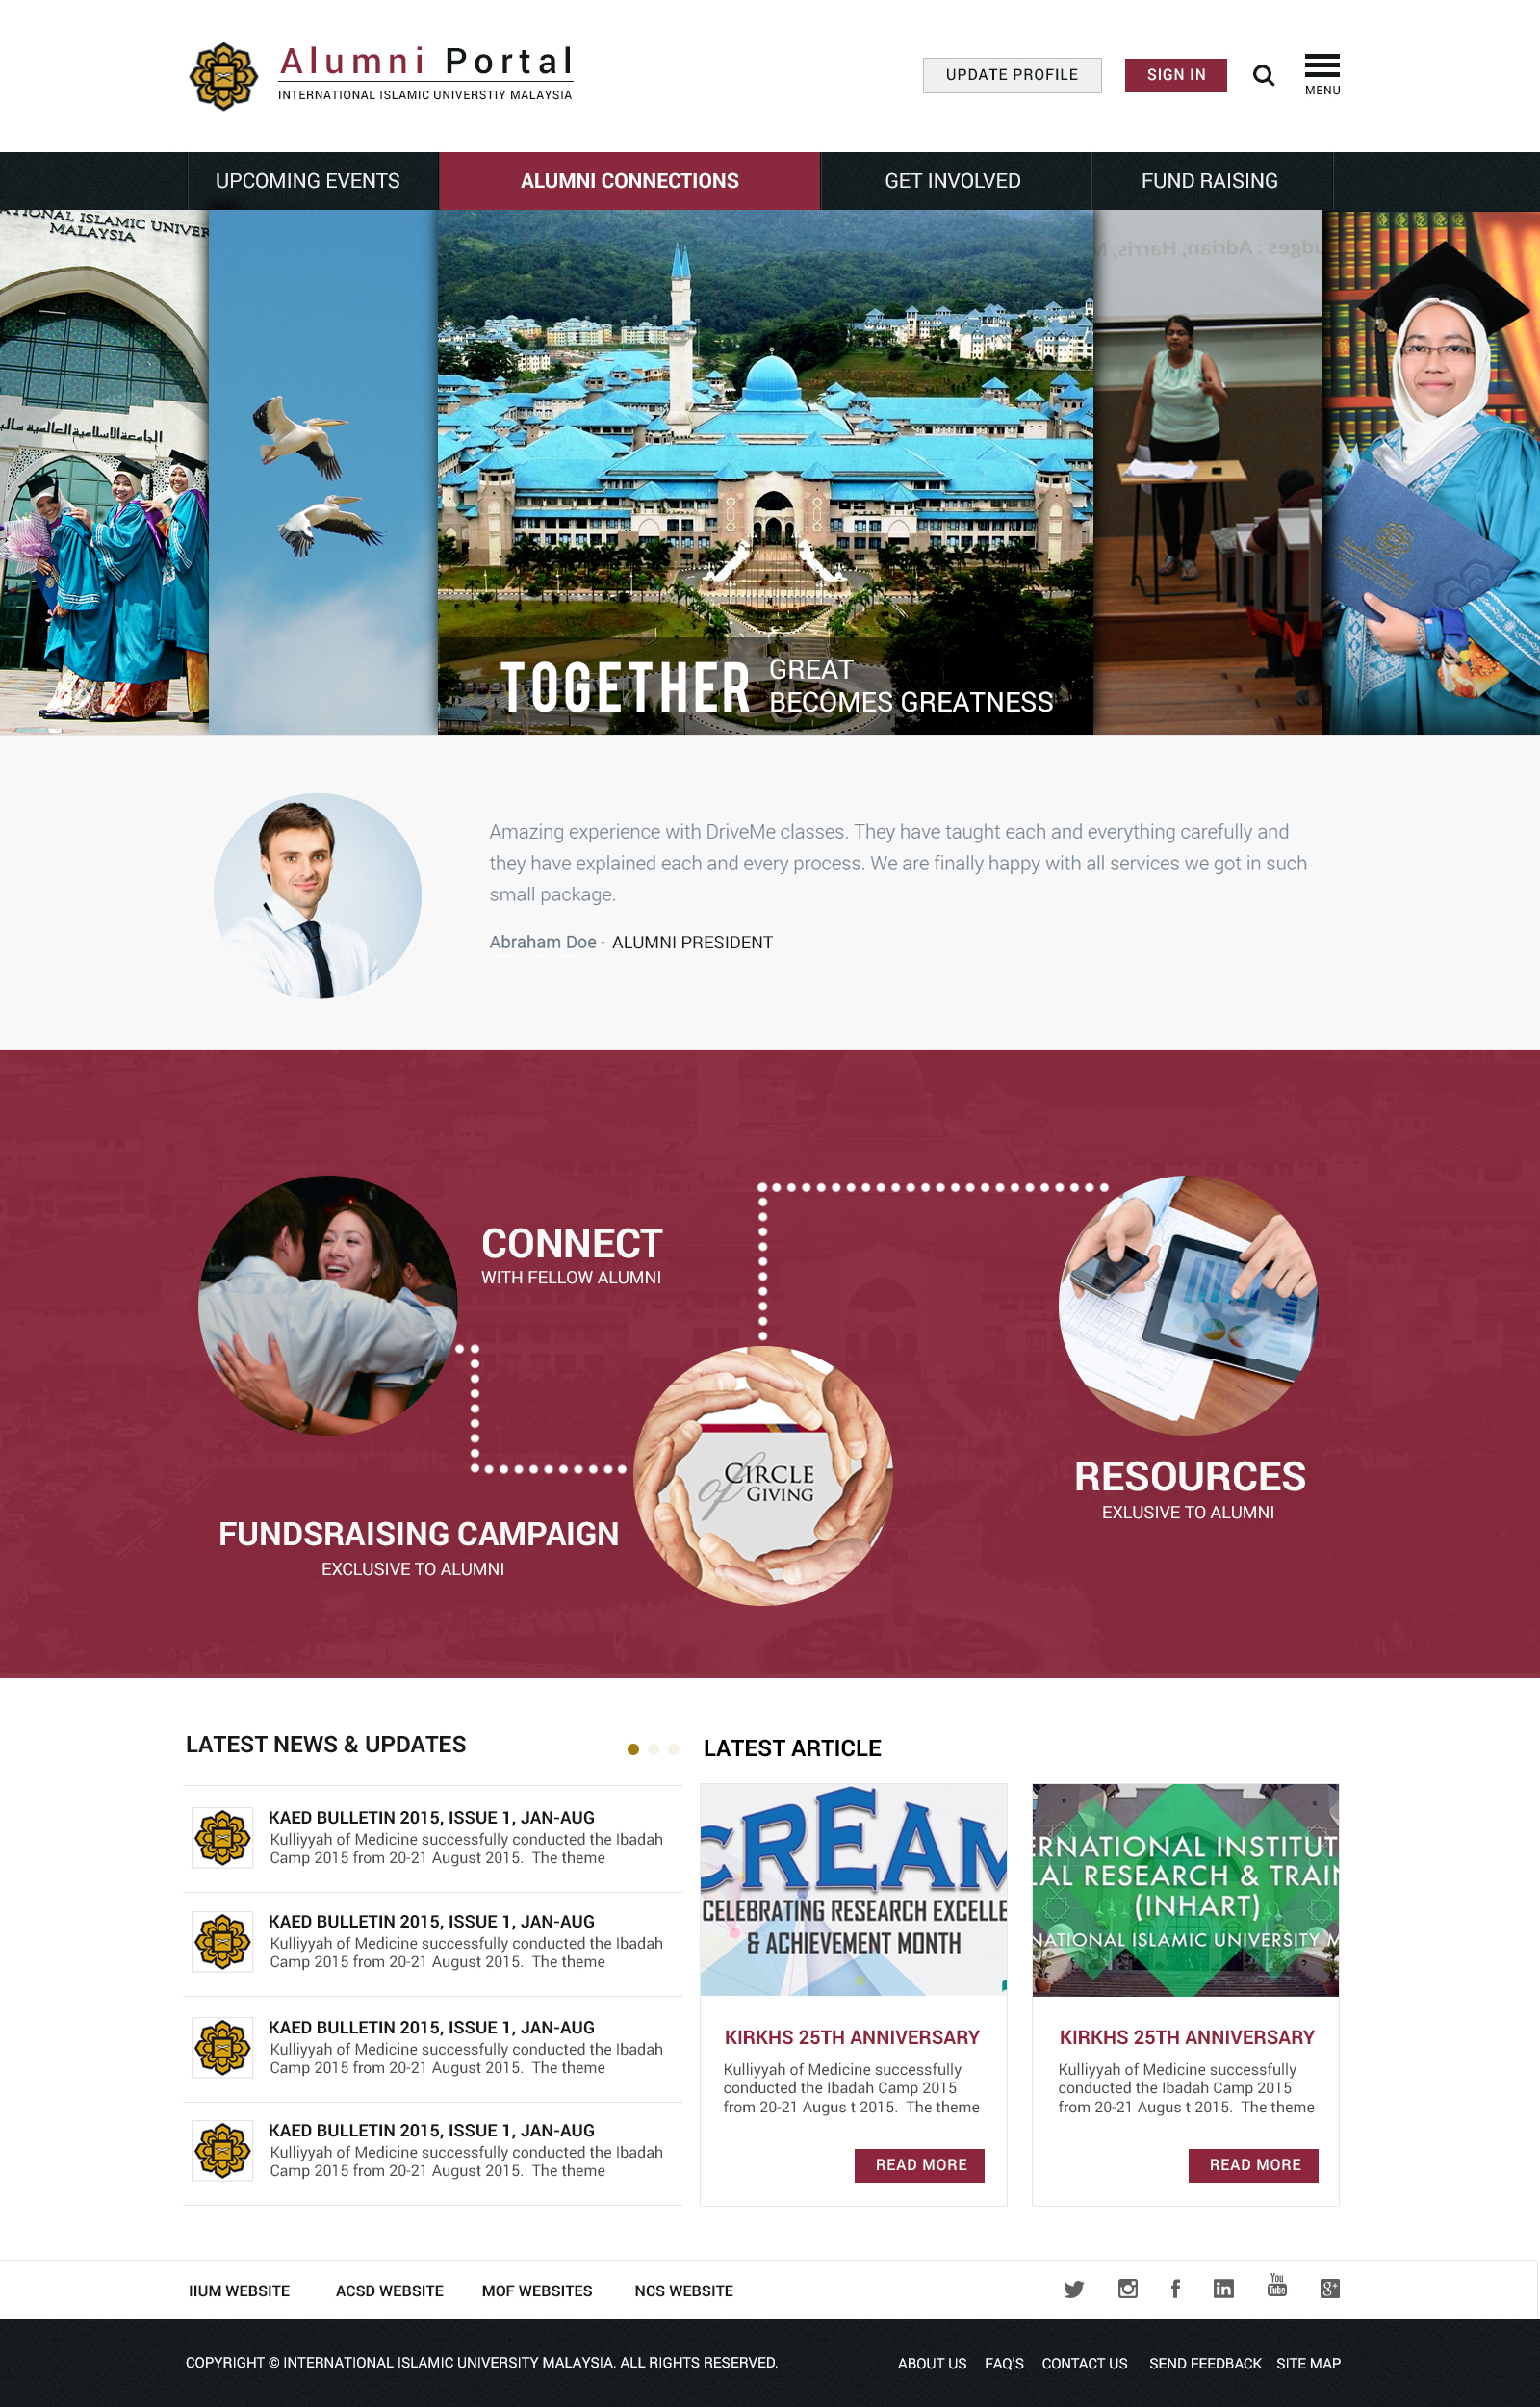 Alumni Portal
INTERNATIONAL ISLAMIC UNIVERSTIY MALAYSIA
UPDATE PROFILE
SIGN IN
MENU
UPCOMING EVENTS
ALUMNI CONNECTIONS
GET INVOLVED
FUND RAISING
ATIONAL ISLAMIC UNIVER
MALAYSIA
الجامعة الإسلامية العالمية مالي
udges : Adrian, Harris, M
TOGETHER
GREAT
BECOMES GREATNESS
Amazing experience with DriveMe classes. They have taught each and everything carefully and
they have explained each and every process. We are finally happy with all services we got in such
small package.
Abraham Doe - ALUMNI PRESIDENT
CONNECT
WITH FELLOW ALUMNI
CIRCLE
of GIVING
RESOURCES
EXLUSIVE TO ALUMNI
FUNDSRAISING CAMPAIGN
EXCLUSIVE TO ALUMNI
LATEST NEWS & UPDATES
KAED BULLETIN 2015, ISSUE 1, JAN-AUG
Kulliyyah of Medicine successfully conducted the Ibadah
Camp 2015 from 20-21 August 2015.  The theme
KAED BULLETIN 2015, ISSUE 1, JAN-AUG
Kulliyyah of Medicine successfully conducted the Ibadah
Camp 2015 from 20-21 August 2015.  The theme
KAED BULLETIN 2015, ISSUE 1, JAN-AUG
Kulliyyah of Medicine successfully conducted the Ibadah
Camp 2015 from 20-21 August 2015.  The theme
KAED BULLETIN 2015, ISSUE 1, JAN-AUG
Kulliyyah of Medicine successfully conducted the Ibadah
Camp 2015 from 20-21 August 2015.  The theme
LATEST ARTICLE
CREAM
CELEBRATING RESEARCH EXCELLE
& ACHIEVEMENT MONTH
KIRKHS 25TH ANNIVERSARY
Kulliyyah of Medicine successfully
conducted the Ibadah Camp 2015
from 20-21 Augus t 2015.  The theme
READ MORE
ERNATIONAL INSTITUT
LAL RESEARCH & TRAIN
(INHART)
NATIONAL ISLAMIC UNIVERSITY M
KIRKHS 25TH ANNIVERSARY
Kulliyyah of Medicine successfully
conducted the Ibadah Camp 2015
from 20-21 Augus t 2015.  The theme
READ MORE
IIUM WEBSITE
ACSD WEBSITE
MOF WEBSITES
NCS WEBSITE
You
Tube
COPYRIGHT © INTERNATIONAL ISLAMIC UNIVERSITY MALAYSIA. ALL RIGHTS RESERVED.
ABOUT US
FAQ'S
CONTACT US
SEND FEEDBACK
SITE MAP